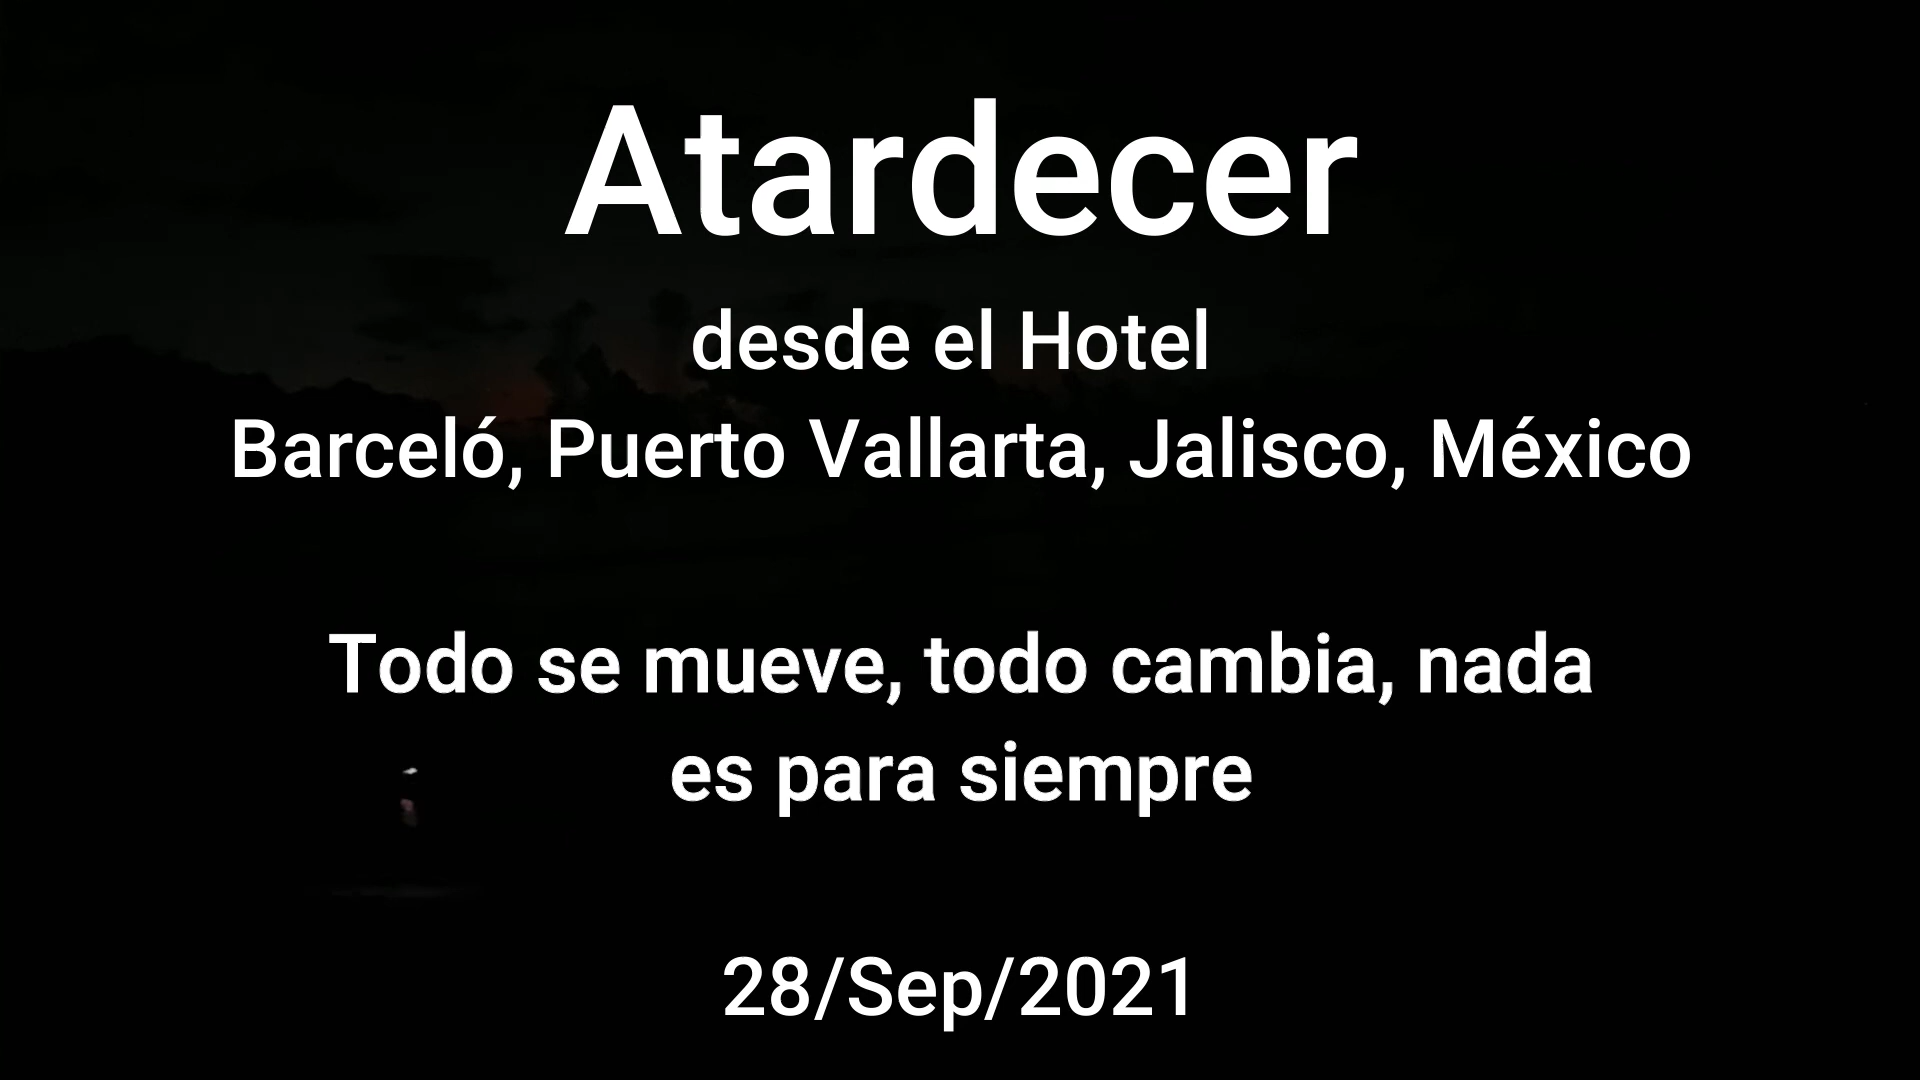 Atardecer
desde el Hotel
Barceló, Puerto Vallarta, Jalisco, México
Todo se mueve, todo cambia, nada
es para siempre
28/Sep/2021